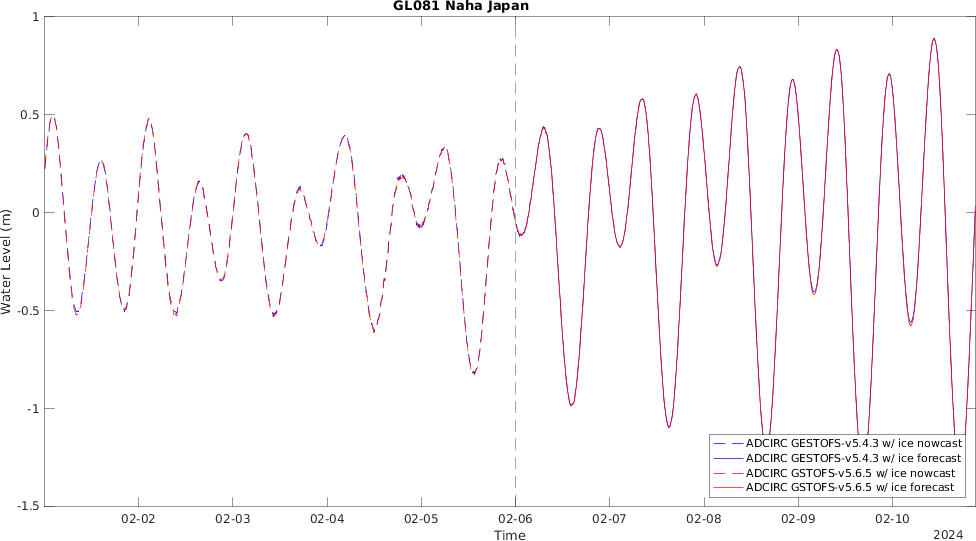 GL081 Naha Japan
1
0.5
0
-0.5
-1
-1.5
Water Level (m)
02-02 02-03 02-04 02-05 02-06 02-07 02-08 02-09 02-10
Time
2024
ADCIRC GESTOFS-v5.4.3 w/ ice nowcast
ADCIRC GESTOFS-v5.4.3 w/ ice forecast
ADCIRC GSTOFS-v5.6.5 w/ ice nowcast
ADCIRC GSTOFS-v5.6.5 w/ ice forecast